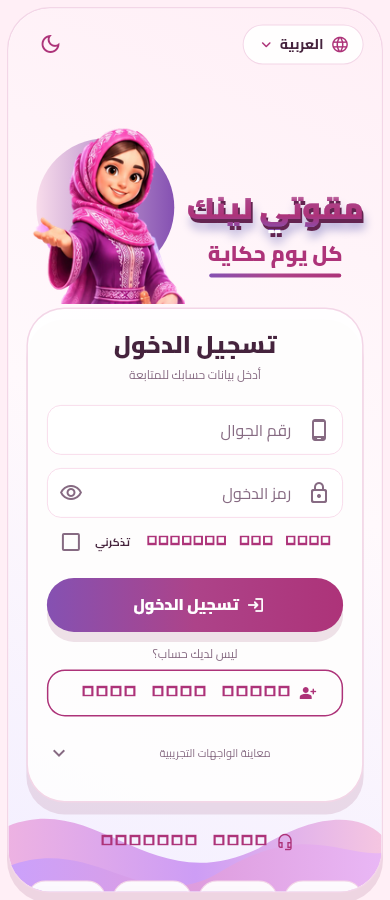 العربية
مقوتي لينك
كل يوم حكاية
تسجيل الدخول
أدخل بيانات حسابك للمتابعة
رقم الجوال
رمز الدخول
تذكرني
تسجيل الدخول
ليس لديك حساب؟
معاينة الواجهات التجريبية